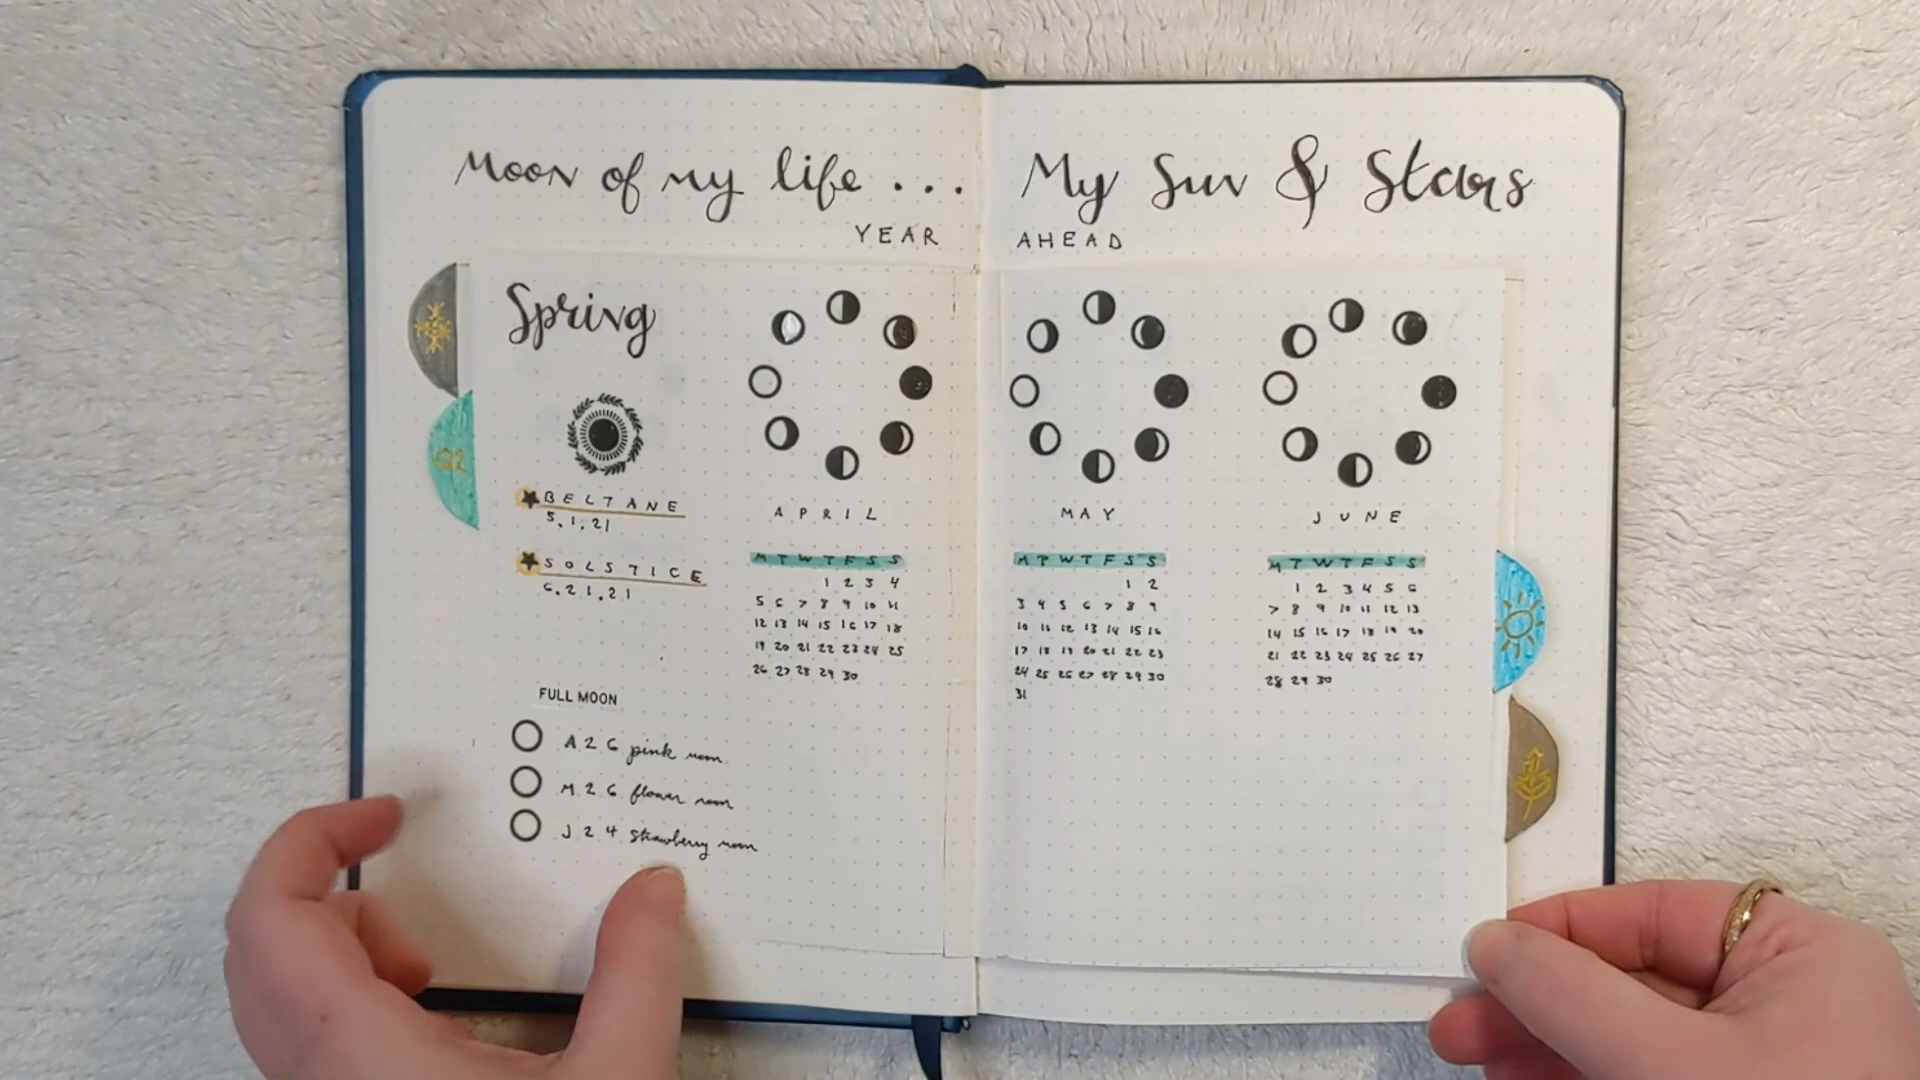 Moon of my life ... My Sun & Stars
YEAR AHEAD
Spring
Q2
BELTANE
5.1.21
SOLSTICE
6.21.21
FULL MOON
A 26 pink moon
M 26 flower moon
J 24 Strawberry moon
APRIL
M T W T F S S
1 2 3 4
5 6 7 8 9 10 11
12 13 14 15 16 17 18
19 20 21 22 23 24 25
26 27 28 29 30
MAY
M T W T F S S
1 2
3 4 5 6 7 8 9
10 11 12 13 14 15 16
17 18 19 20 21 22 23
24 25 26 27 28 29 30
31
JUNE
M T W T F S S
1 2 3 4 5 6
7 8 9 10 11 12 13
14 15 16 17 18 19 20
21 22 23 24 25 26 27
28 29 30